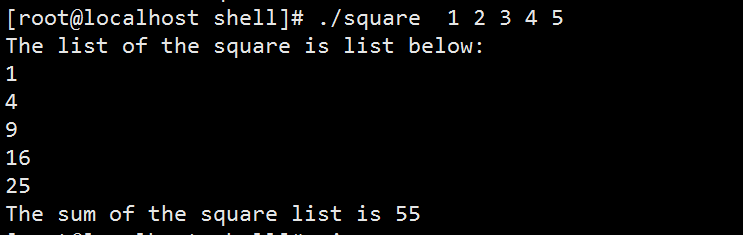 [root@localhost shell]# ./square  1 2 3 4 5
The list of the square is list below:
1
4
9
16
25
The sum of the square list is 55